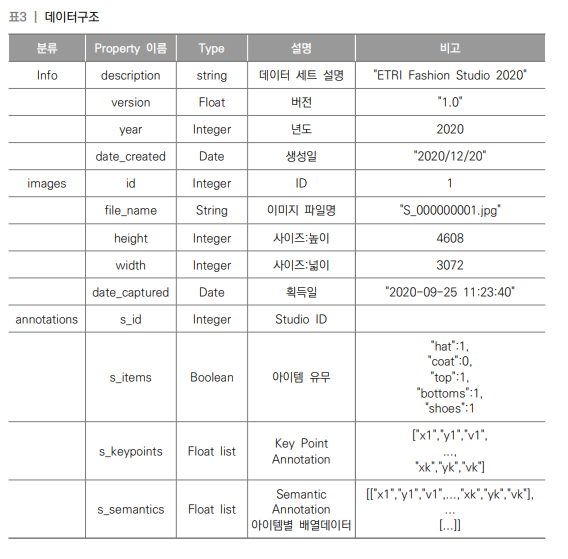 표3 | 데이터구조
분류 Property 이름 Type 설명 비고
Info description string 데이터 세트 설명 "ETRI Fashion Studio 2020"
version Float 버전 "1.0"
year Integer 년도 2020
date_created Date 생성일 "2020/12/20"
images id Integer ID 1
file_name String 이미지 파일명 "S_000000001.jpg"
height Integer 사이즈:높이 4608
width Integer 사이즈:넓이 3072
date_captured Date 획득일 "2020-09-25 11:23:40"
annotations s_id Integer Studio ID
s_items Boolean 아이템 유무 "hat":1,
"coat":0,
"top":1,
"bottoms":1,
"shoes":1
s_keypoints Float list Key Point
Annotation ["x1","y1","v1",
...,
"xk","yk","vk"]
s_semantics Float list Semantic
Annotation
아이템별 배열데이터 [["x1","y1","v1",...,"xk","yk","vk"],
...
[...]]